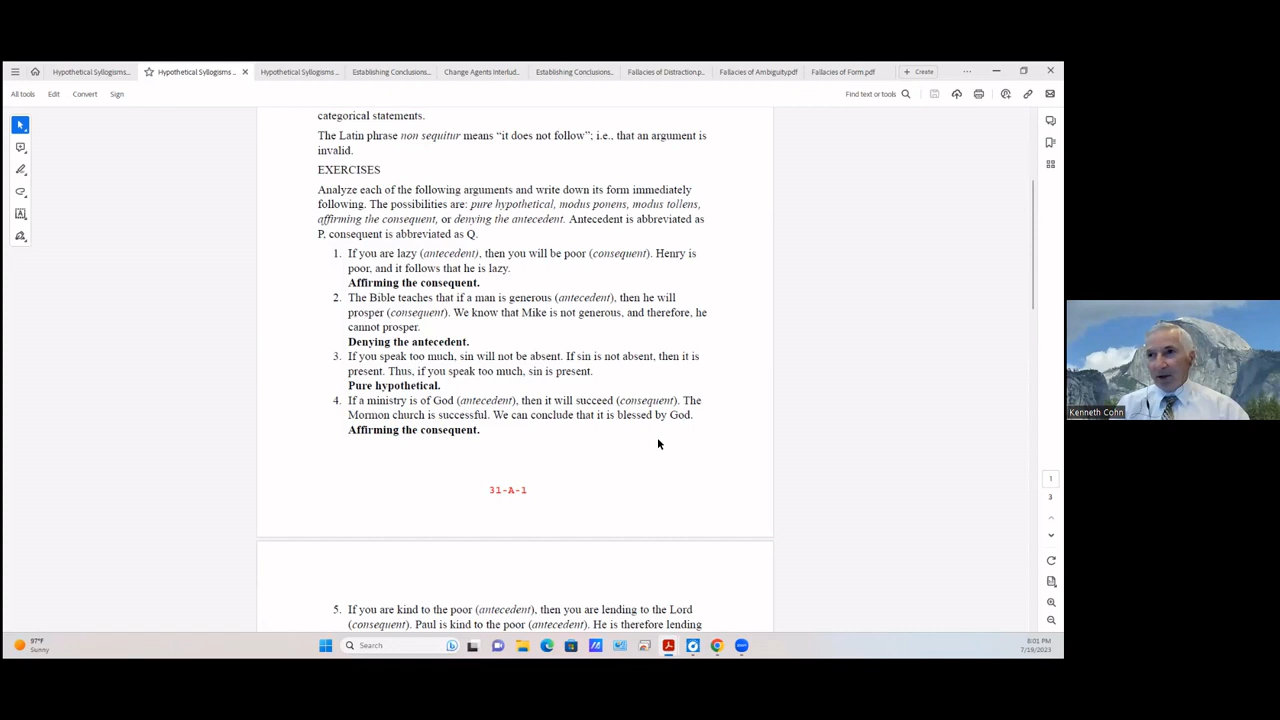 Hypothetical Syllogisms...
Hypothetical Syllogisms ...
Hypothetical Syllogisms ...
Establishing Conclusions...
Change Agents Interlud...
Establishing Conclusions...
Fallacies of Distraction.p...
Fallacies of Ambiguity.pdf
Fallacies of Form.pdf
+ Create
All tools Edit Convert Sign
Find text or tools
categorical statements.
The Latin phrase non sequitur means “it does not follow”; i.e., that an argument is
invalid.
EXERCISES
Analyze each of the following arguments and write down its form immediately
following. The possibilities are: pure hypothetical, modus ponens, modus tollens,
affirming the consequent, or denying the antecedent. Antecedent is abbreviated as
P, consequent is abbreviated as Q.
1. If you are lazy (antecedent), then you will be poor (consequent). Henry is
poor, and it follows that he is lazy.
Affirming the consequent.
2. The Bible teaches that if a man is generous (antecedent), then he will
prosper (consequent). We know that Mike is not generous, and therefore, he
cannot prosper.
Denying the antecedent.
3. If you speak too much, sin will not be absent. If sin is not absent, then it is
present. Thus, if you speak too much, sin is present.
Pure hypothetical.
4. If a ministry is of God (antecedent), then it will succeed (consequent). The
Mormon church is successful. We can conclude that it is blessed by God.
Affirming the consequent.
31-A-1
5. If you are kind to the poor (antecedent), then you are lending to the Lord
(consequent). Paul is kind to the poor (antecedent). He is therefore lending
Kenneth Cohn
1
3
97°F
Sunny
Search
8:01 PM
7/19/2023